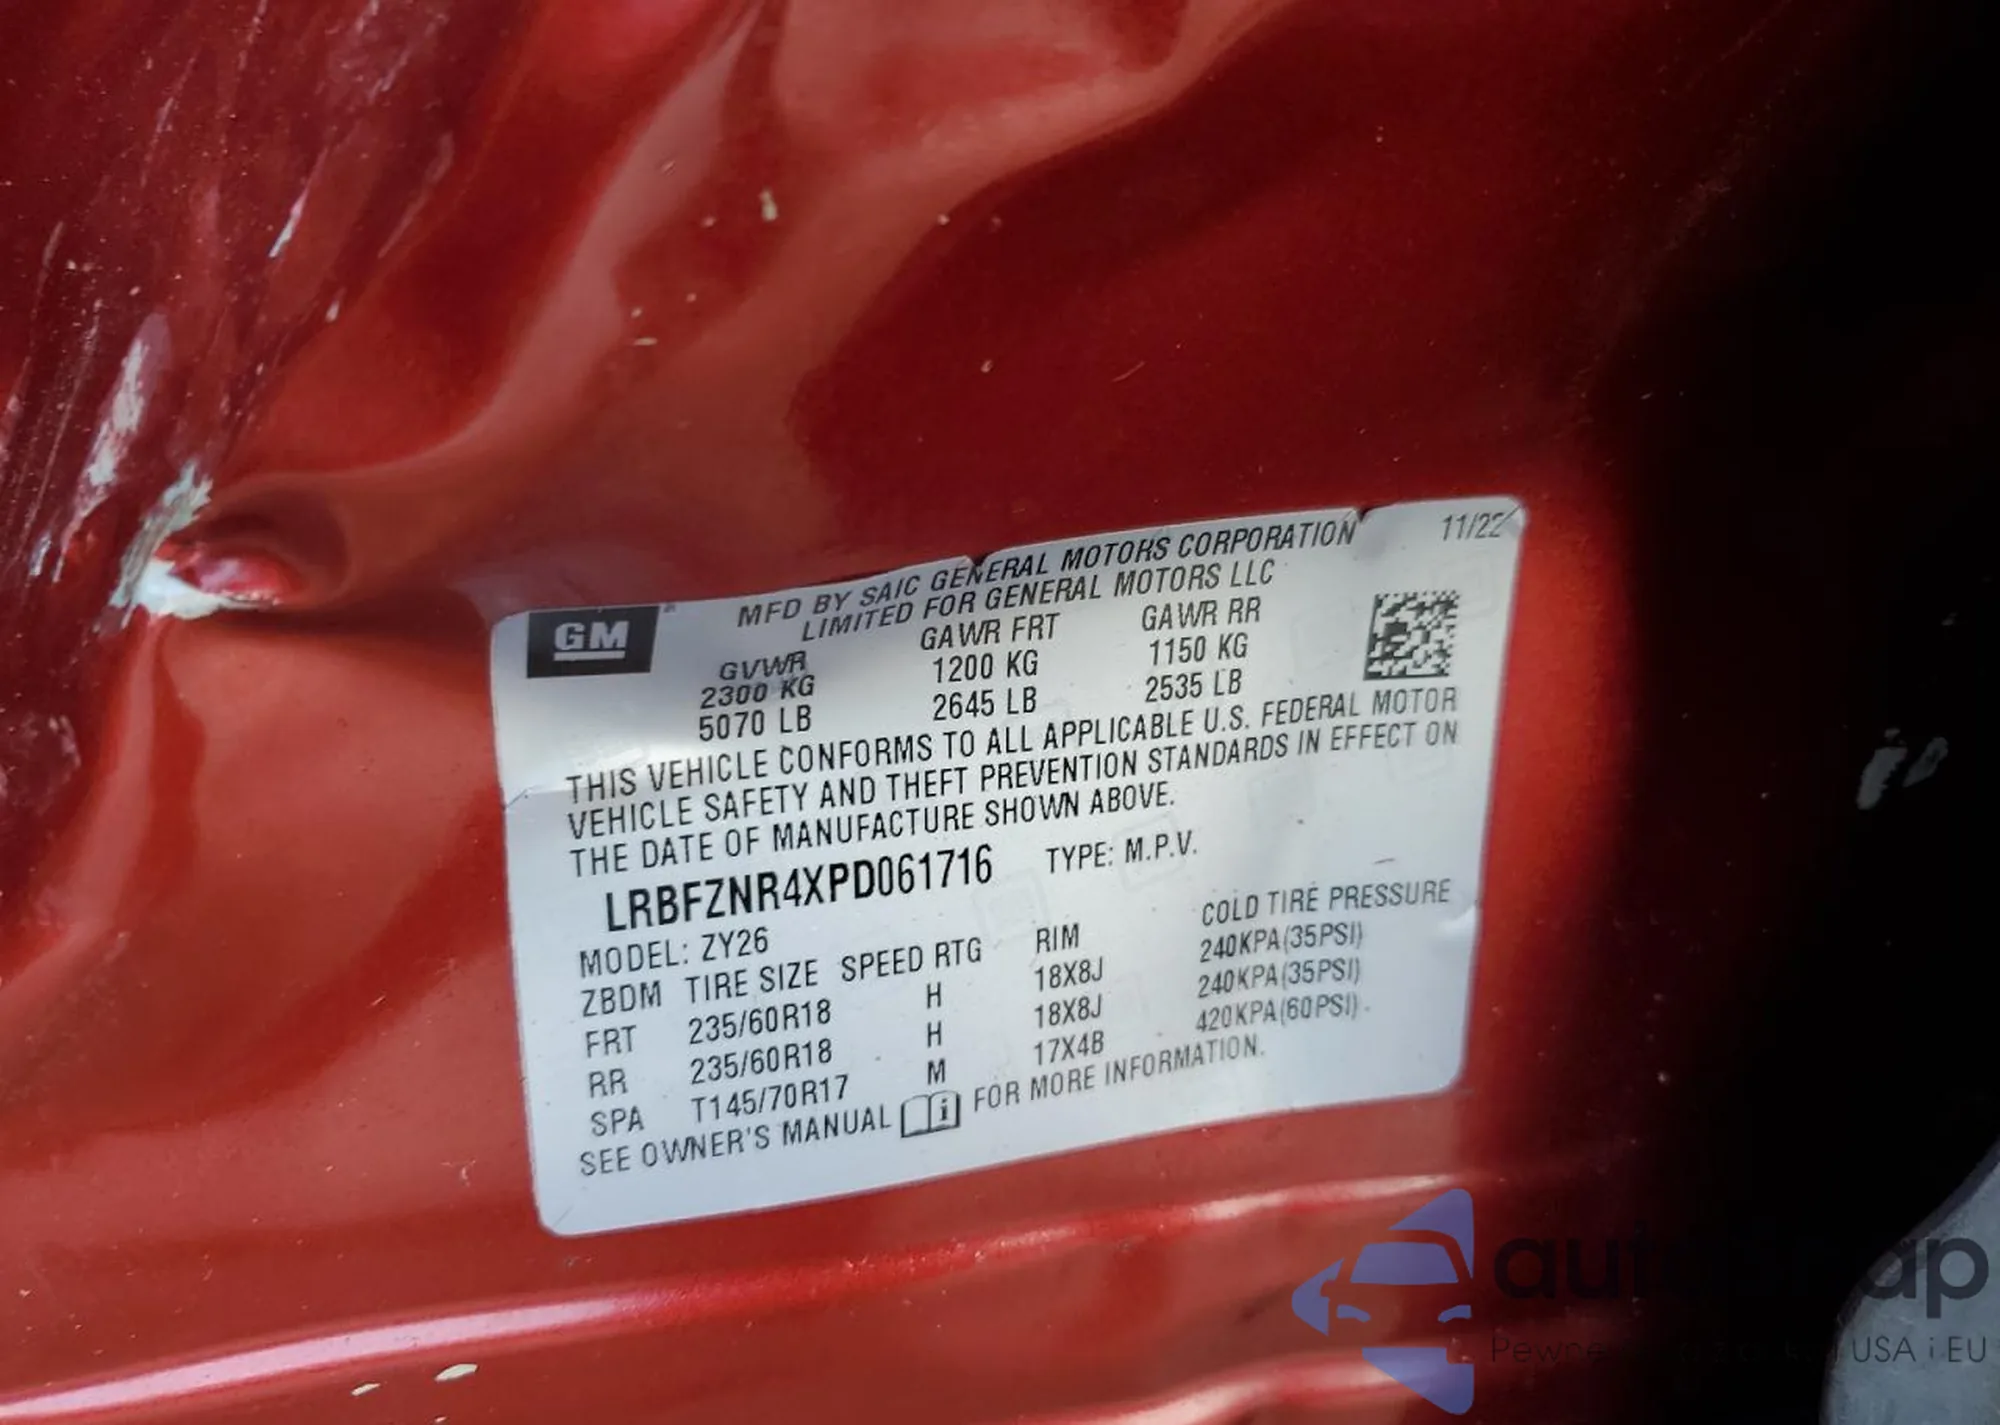 GM
MFD BY SAIC GENERAL MOTORS CORPORATION 11/22
LIMITED FOR GENERAL MOTORS LLC
GVWR GAWR FRT GAWR RR
2300 KG 1200 KG 1150 KG
5070 LB 2645 LB 2535 LB
THIS VEHICLE CONFORMS TO ALL APPLICABLE U.S. FEDERAL MOTOR
VEHICLE SAFETY AND THEFT PREVENTION STANDARDS IN EFFECT ON
THE DATE OF MANUFACTURE SHOWN ABOVE.
LRBFZNR4XPD061716 TYPE: M.P.V.
MODEL: ZY26
ZBDM TIRE SIZE SPEED RTG RIM COLD TIRE PRESSURE
FRT 235/60R18 H 18X8J 240KPA(35PSI)
RR 235/60R18 H 18X8J 240KPA(35PSI)
SPA T145/70R17 M 17X4B 420KPA(60PSI)
SEE OWNER'S MANUAL i FOR MORE INFORMATION.
USA i EU